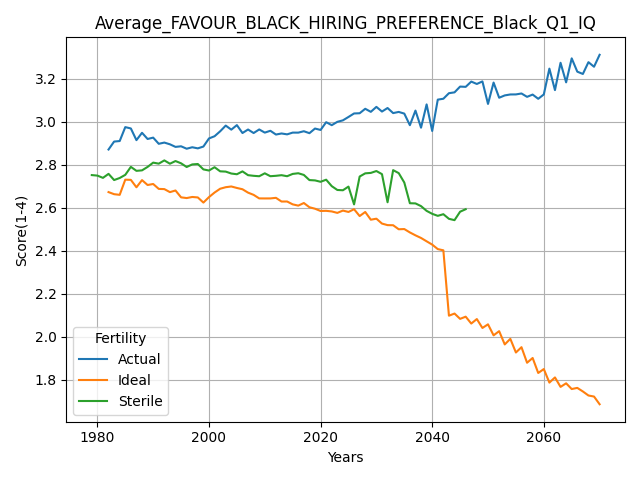 Average_FAVOUR_BLACK_HIRING_PREFERENCE_Black_Q1_IQ
3.2
3.0
2.8
2.6
2.4
2.2
2.0
1.8
Score(1-4)
Fertility
Actual
Ideal
Sterile
1980
2000
2020
2040
2060
Years